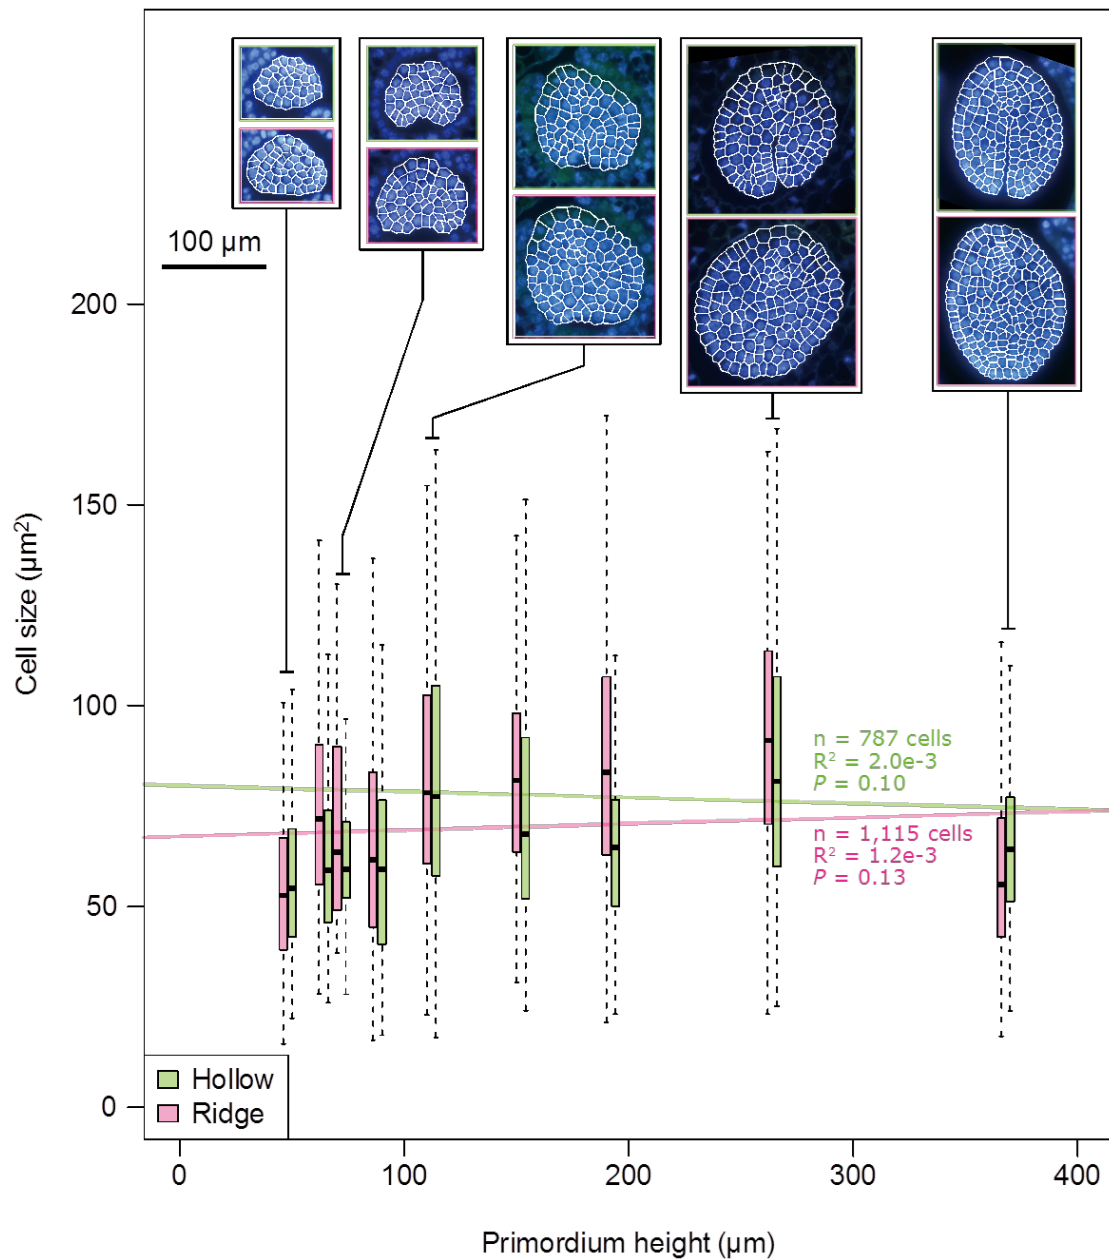 100 µm
200
150
100
50
0
Cell size (µm²)
n = 787 cells
R² = 2.0e-3
P = 0.10
n = 1,115 cells
R² = 1.2e-3
P = 0.13
Hollow
Ridge
0 100 200 300 400
Primordium height (µm)